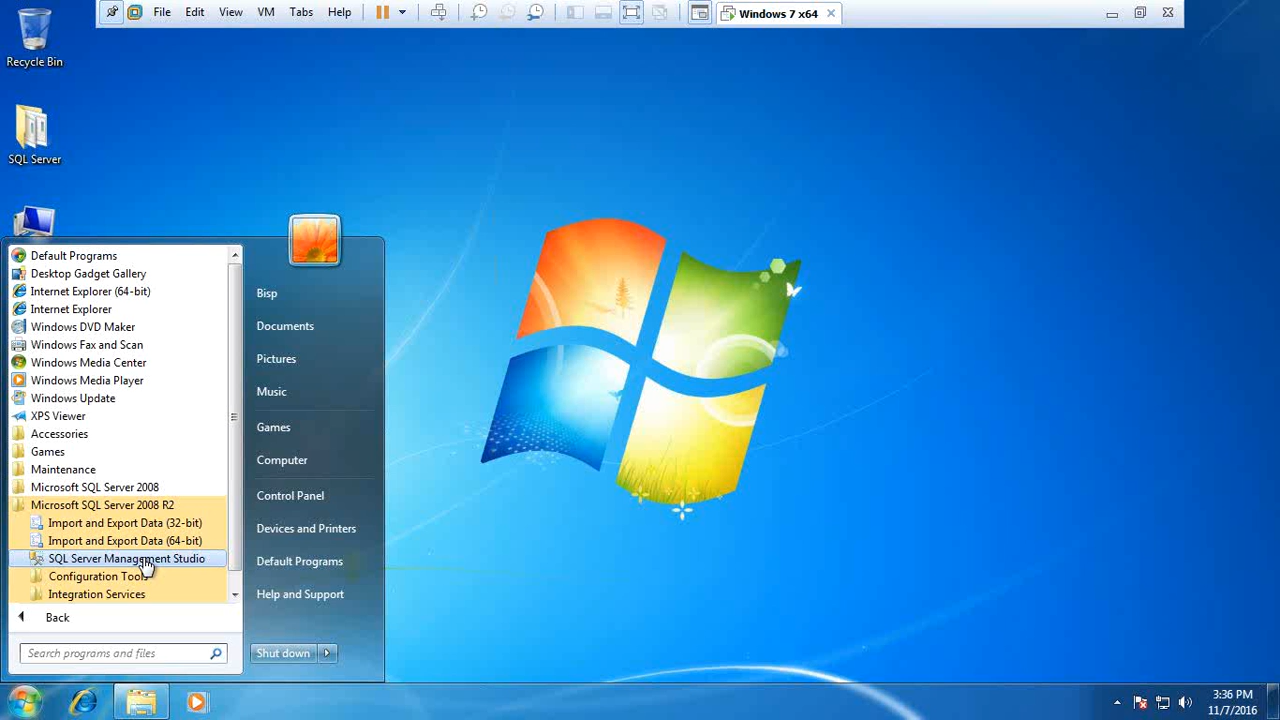 File Edit View VM Tabs Help
Windows 7 x64
Recycle Bin
SQL Server
Default Programs
Desktop Gadget Gallery
Internet Explorer (64-bit)
Internet Explorer
Windows DVD Maker
Windows Fax and Scan
Windows Media Center
Windows Media Player
Windows Update
XPS Viewer
Accessories
Games
Maintenance
Microsoft SQL Server 2008
Microsoft SQL Server 2008 R2
Import and Export Data (32-bit)
Import and Export Data (64-bit)
SQL Server Management Studio
Configuration Tools
Integration Services
Back
Search programs and files
Bisp
Documents
Pictures
Music
Games
Computer
Control Panel
Devices and Printers
Default Programs
Help and Support
Shut down
3:36 PM
11/7/2016